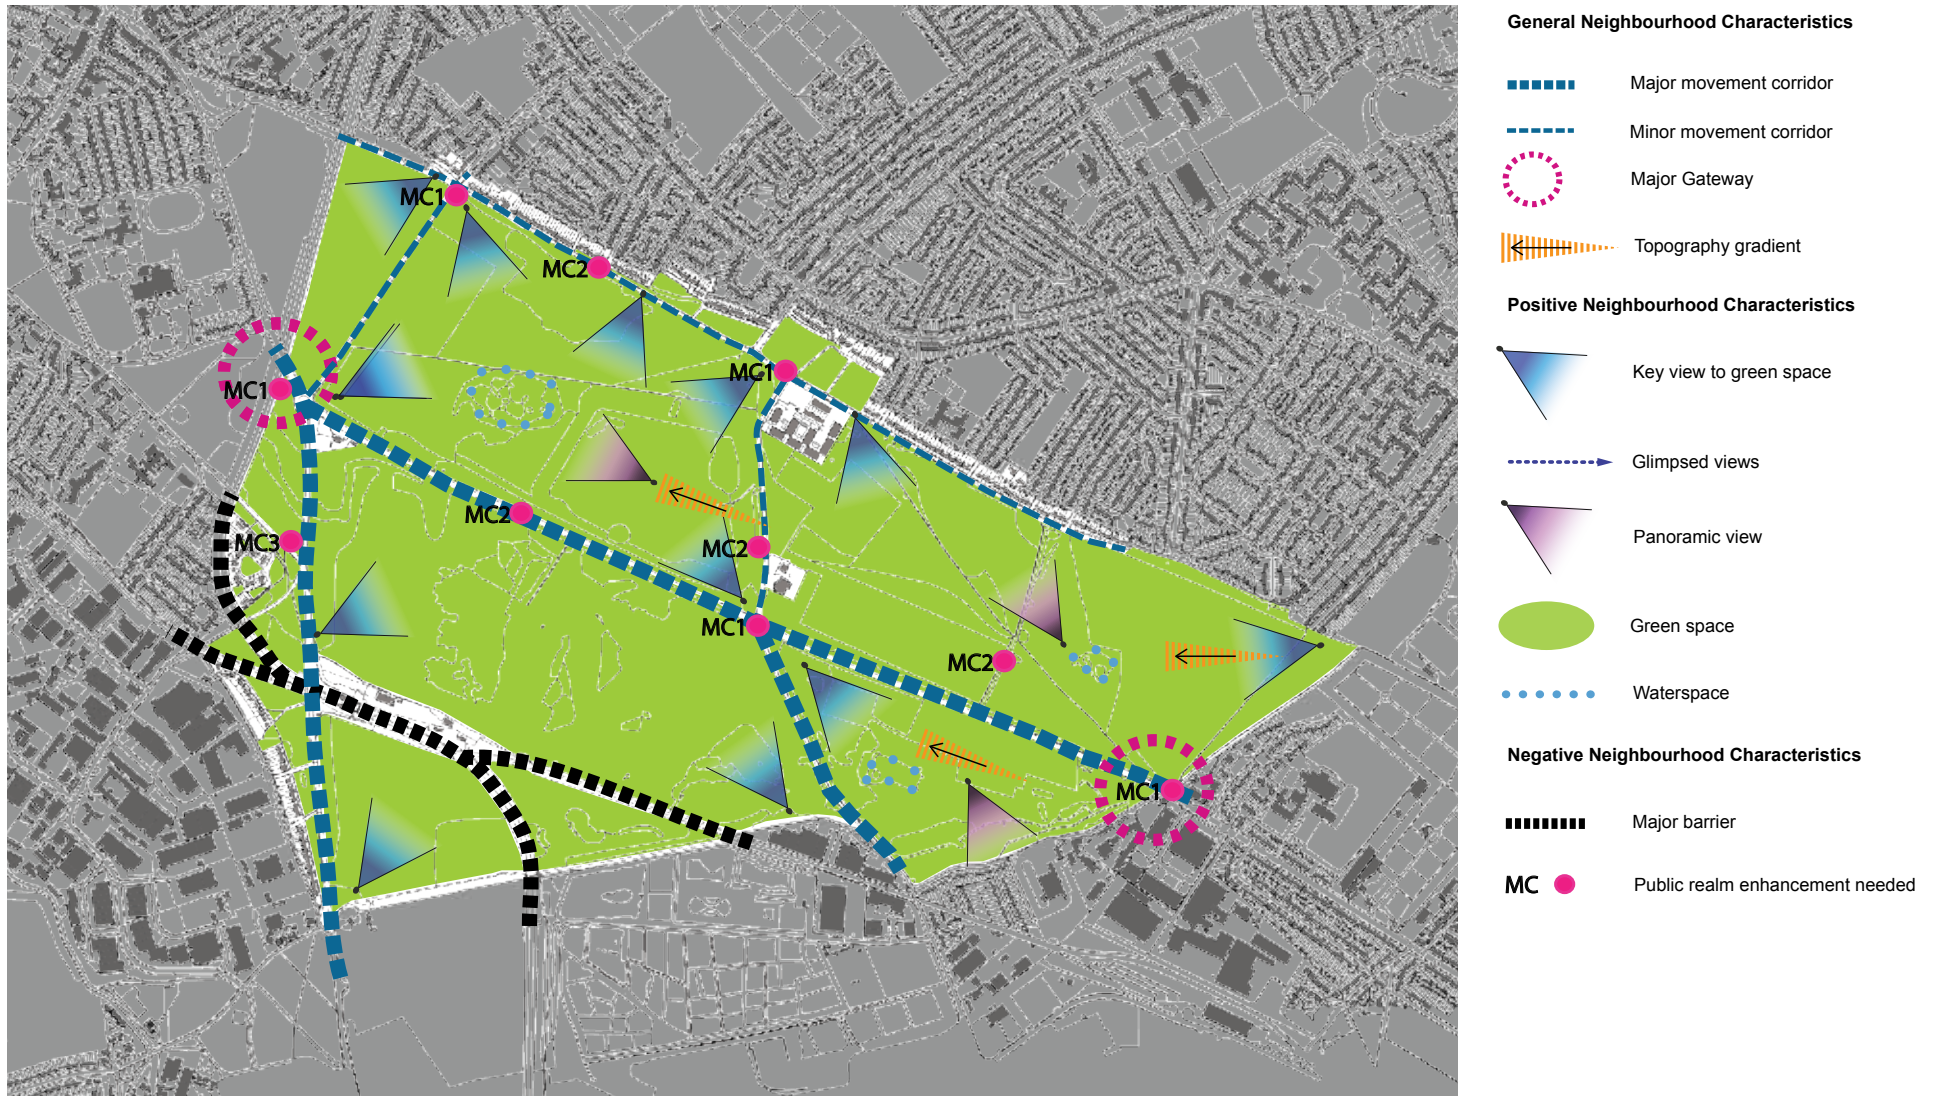 General Neighbourhood Characteristics
Major movement corridor
Minor movement corridor
Major Gateway
Topography gradient
Positive Neighbourhood Characteristics
Key view to green space
Glimpsed views
Panoramic view
Green space
Waterspace
Negative Neighbourhood Characteristics
Major barrier
MC Public realm enhancement needed
MC1
MC2
MC1
MC1
MC2
MC3
MC2
MC1
MC2
MC1